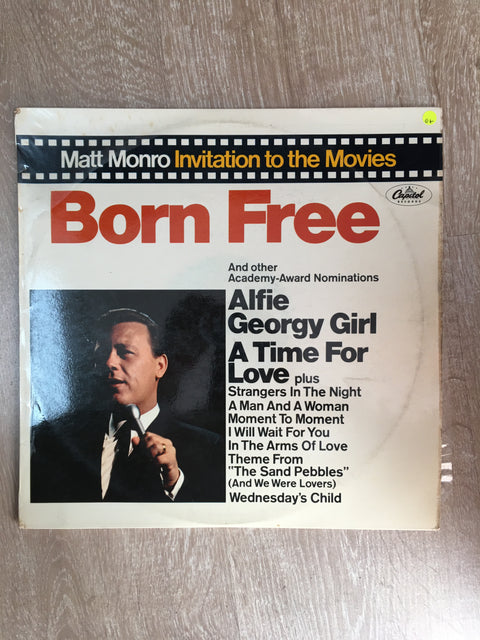 Matt Monro Invitation to the Movies
Capitol
RECORDS
Born Free
And other
Academy-Award Nominations
Alfie
Georgy Girl
A Time For
Love plus
Strangers In The Night
A Man And A Woman
Moment To Moment
I Will Wait For You
In The Arms Of Love
Theme From
"The Sand Pebbles"
(And We Were Lovers)
Wednesday's Child